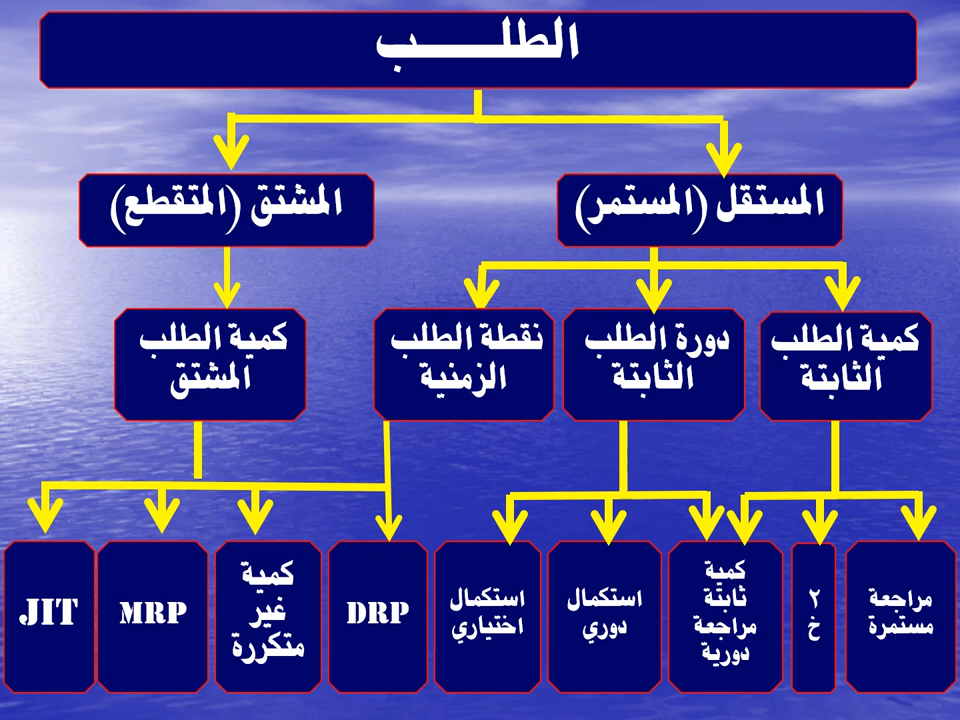 الطلـــــب
المستقل (المستمر)
المشتق (المتقطع)
كمية الطلب
الثابتة
دورة الطلب
الثابتة
نقطة الطلب
الزمنية
كمية الطلب
المشتق
مراجعة
مستمرة
٢
خ
كمية
ثابتة
مراجعة
دورية
استكمال
دوري
استكمال
اختياري
DRP
كمية
غير
متكررة
MRP
JIT